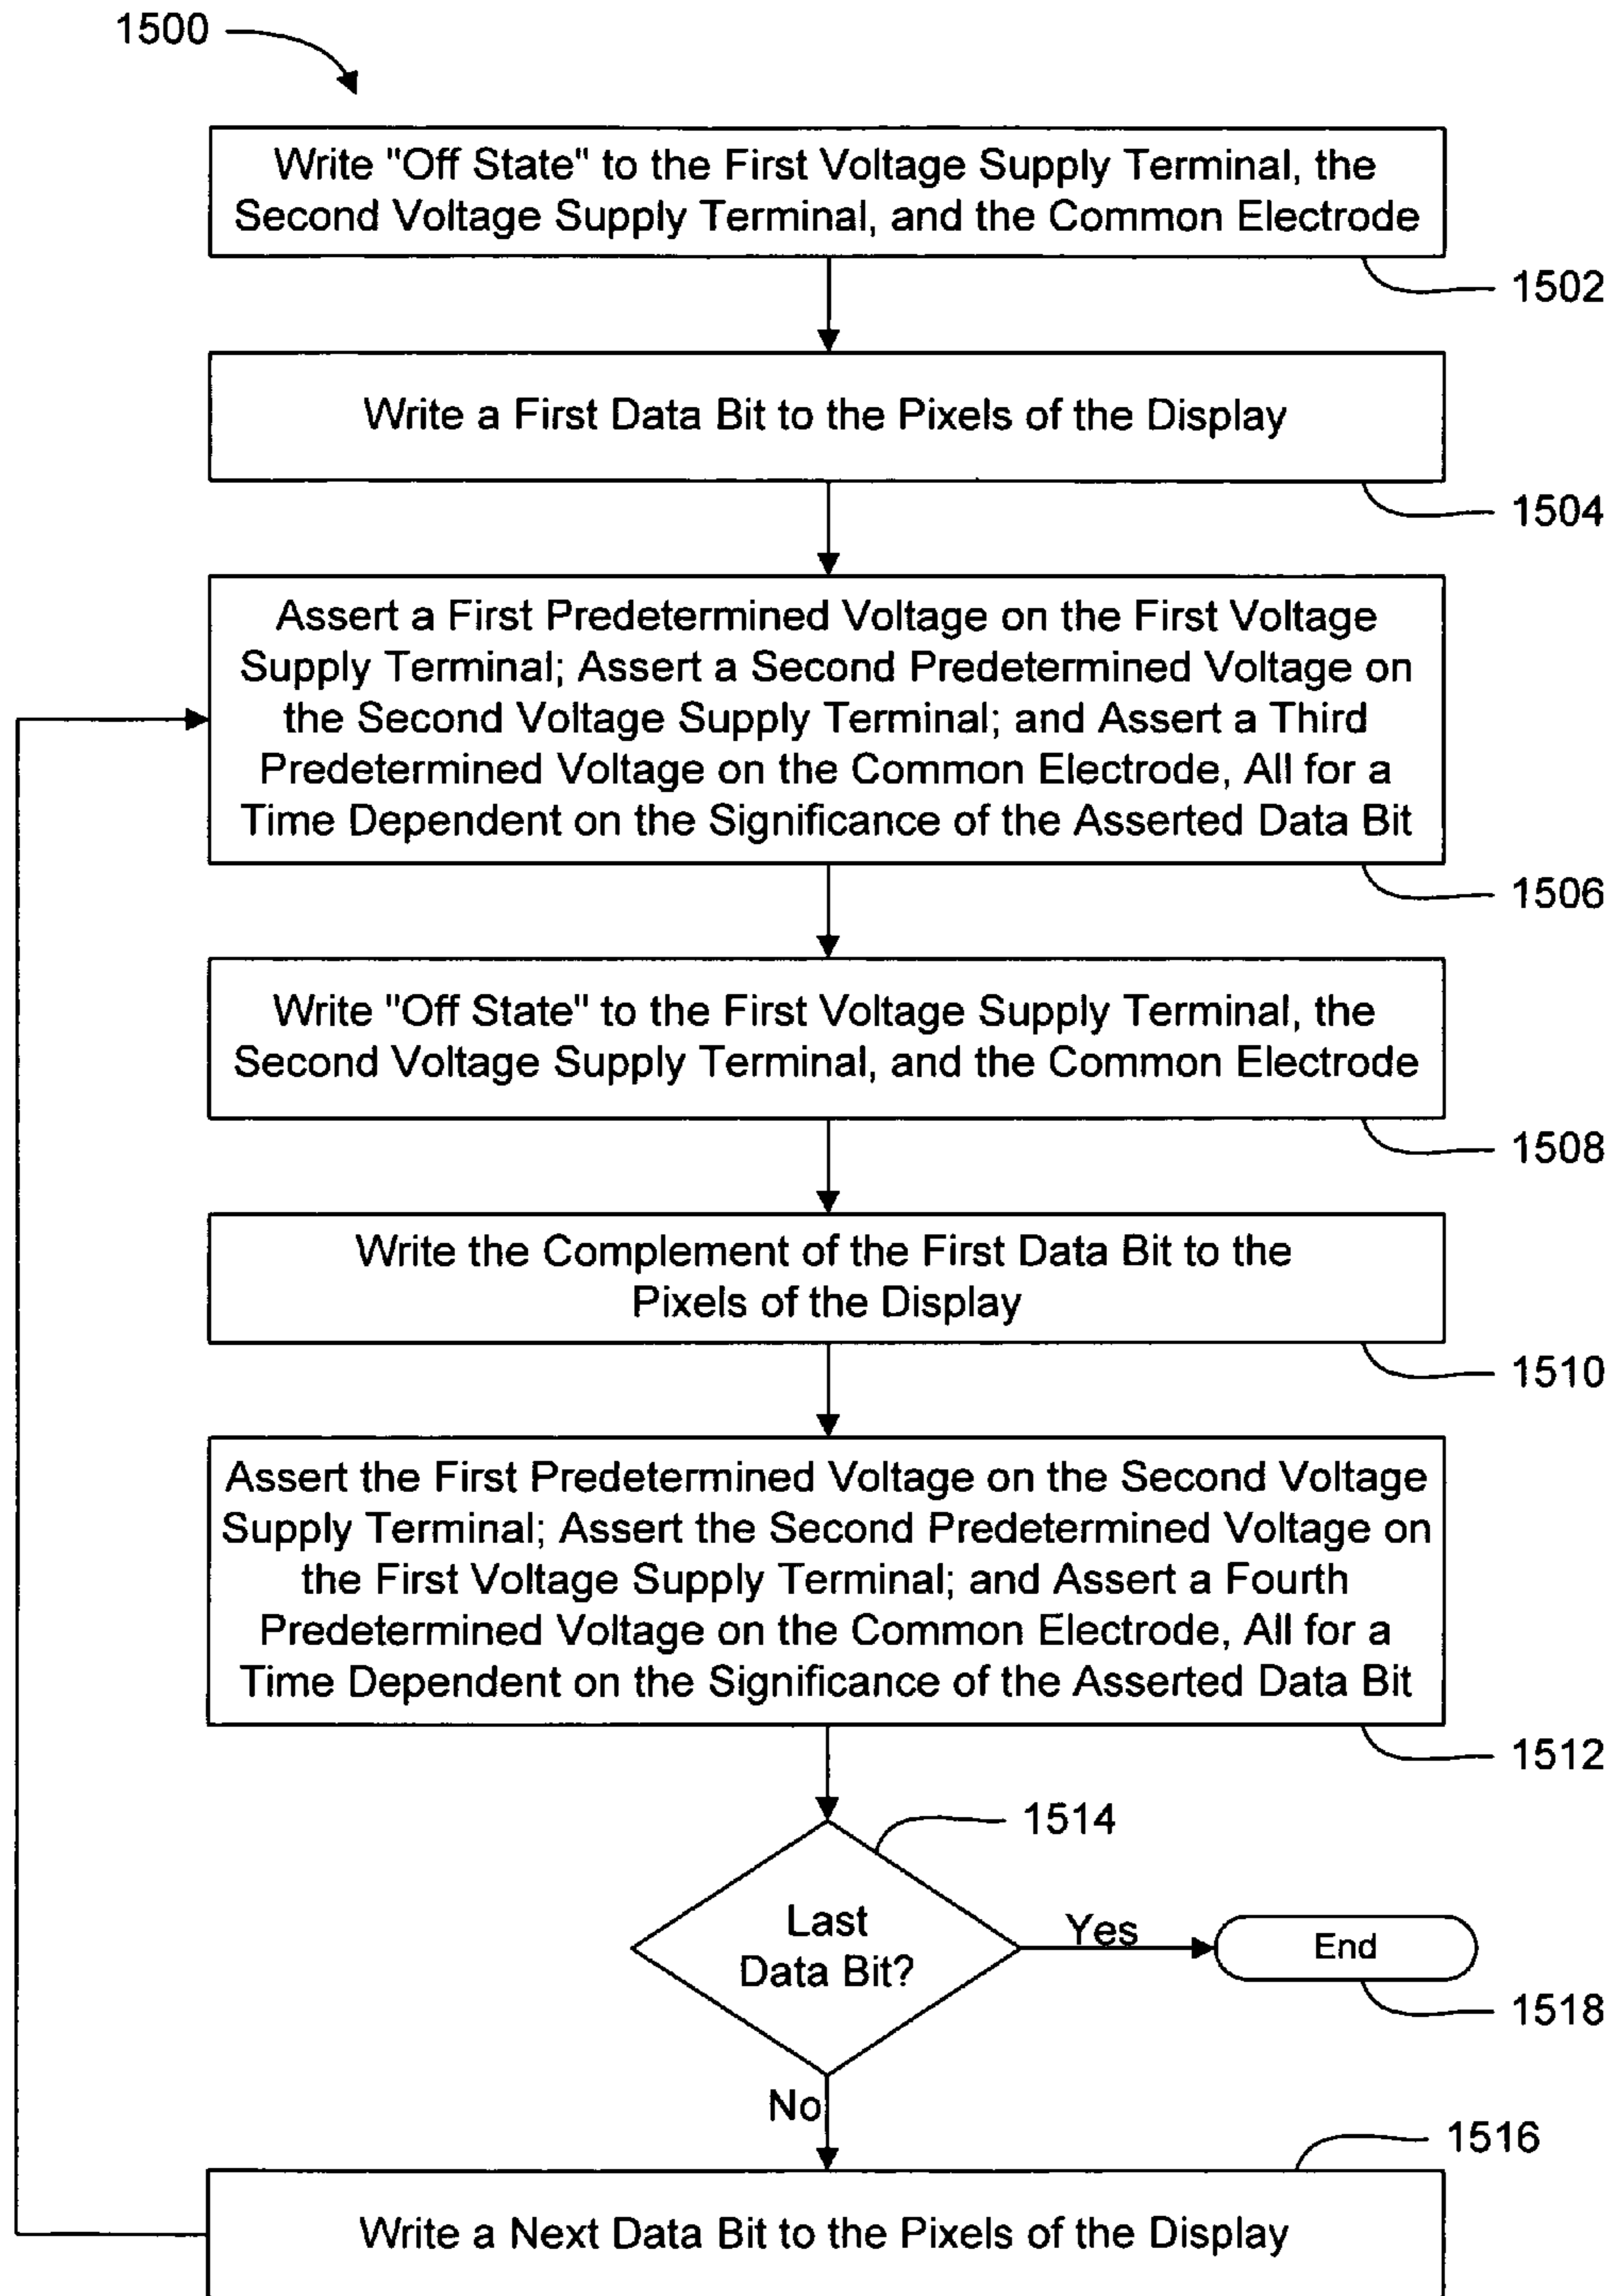 1500
Write "Off State" to the First Voltage Supply Terminal, the
Second Voltage Supply Terminal, and the Common Electrode
1502
Write a First Data Bit to the Pixels of the Display
1504
Assert a First Predetermined Voltage on the First Voltage
Supply Terminal; Assert a Second Predetermined Voltage on
the Second Voltage Supply Terminal; and Assert a Third
Predetermined Voltage on the Common Electrode, All for a
Time Dependent on the Significance of the Asserted Data Bit
1506
Write "Off State" to the First Voltage Supply Terminal, the
Second Voltage Supply Terminal, and the Common Electrode
1508
Write the Complement of the First Data Bit to the
Pixels of the Display
1510
Assert the First Predetermined Voltage on the Second Voltage
Supply Terminal; Assert the Second Predetermined Voltage on
the First Voltage Supply Terminal; and Assert a Fourth
Predetermined Voltage on the Common Electrode, All for a
Time Dependent on the Significance of the Asserted Data Bit
1512
1514
Last
Data Bit?
Yes
End
1518
No
1516
Write a Next Data Bit to the Pixels of the Display